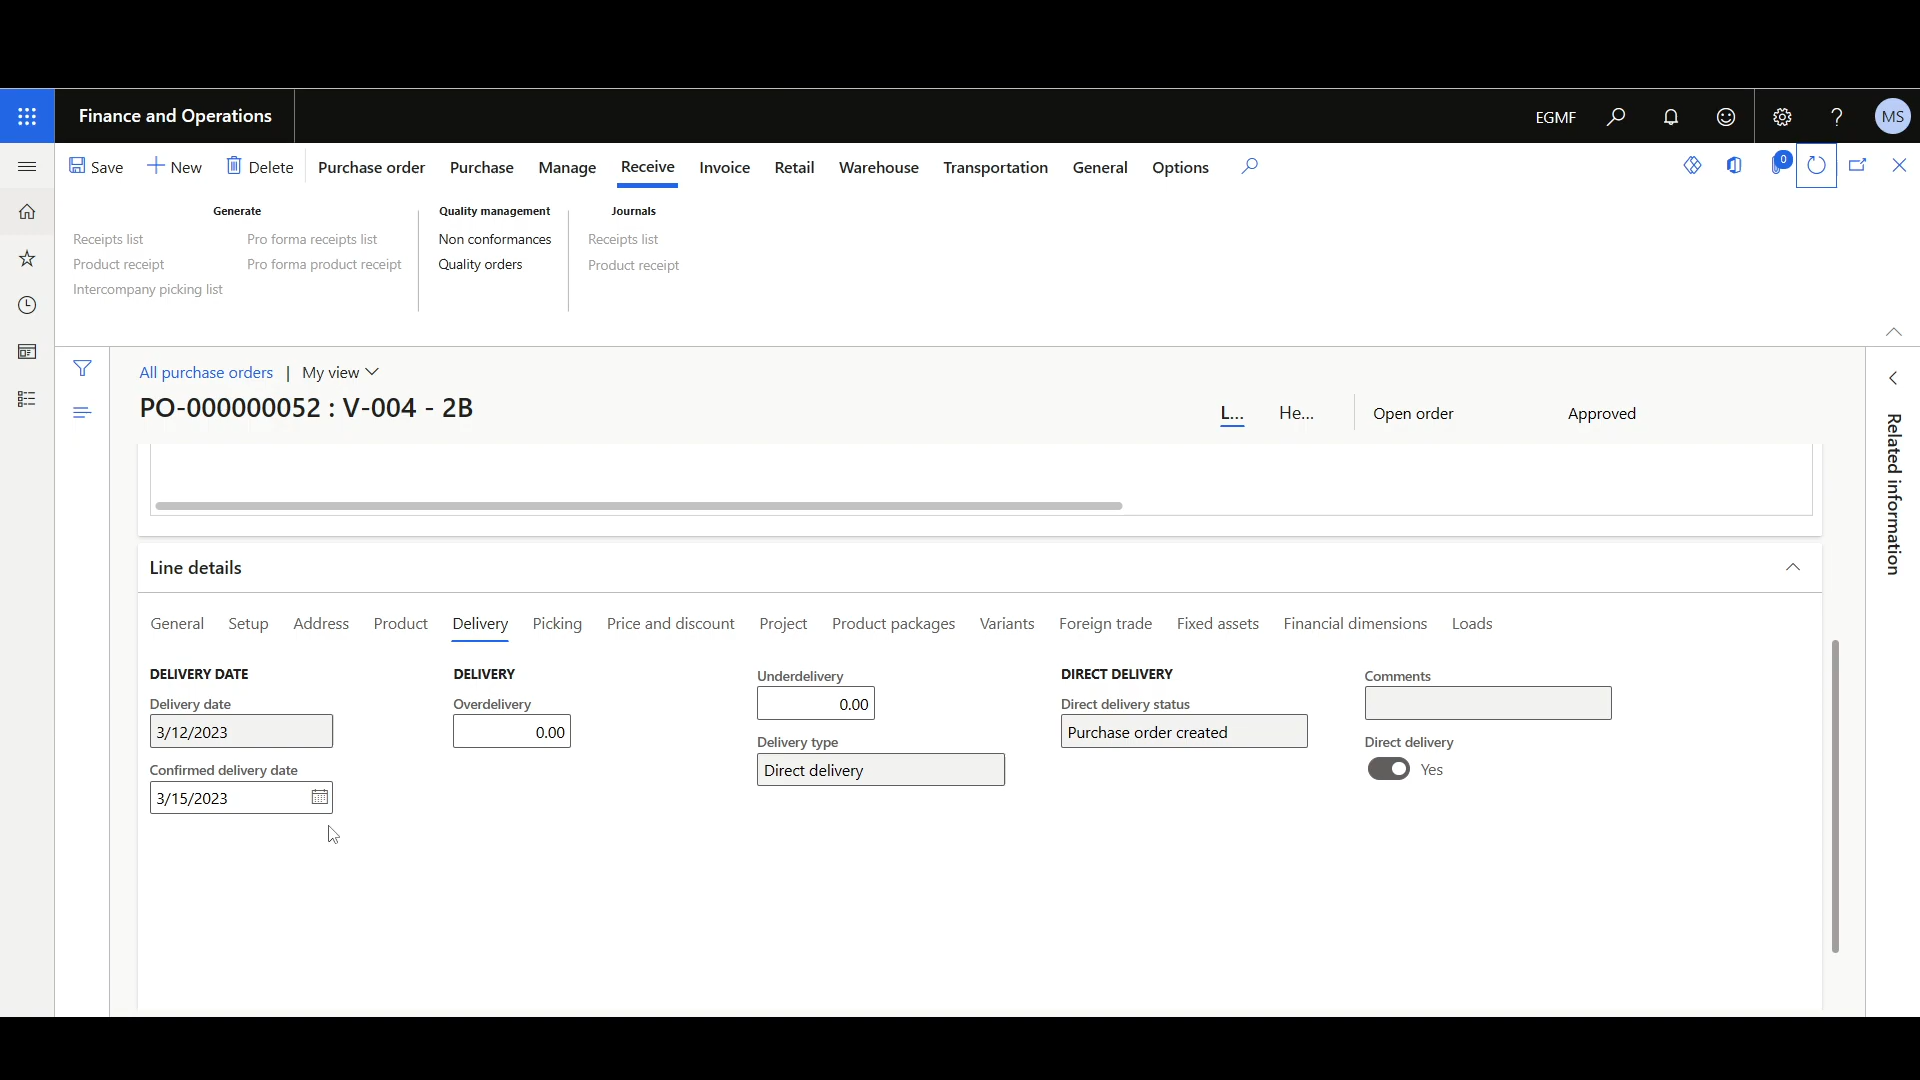 Finance and Operations
EGMF
MS
Save
New
Delete
Purchase order
Purchase
Manage
Receive
Invoice
Retail
Warehouse
Transportation
General
Options
0
Generate
Receipts list
Pro forma receipts list
Product receipt
Pro forma product receipt
Intercompany picking list
Quality management
Non conformances
Quality orders
Journals
Receipts list
Product receipt
All purchase orders | My view
PO-000000052 : V-004 - 2B
L...
He...
Open order
Approved
Related information
Line details
General
Setup
Address
Product
Delivery
Picking
Price and discount
Project
Product packages
Variants
Foreign trade
Fixed assets
Financial dimensions
Loads
DELIVERY DATE
Delivery date
3/12/2023
Confirmed delivery date
3/15/2023
DELIVERY
Overdelivery
0.00
Underdelivery
0.00
Delivery type
Direct delivery
DIRECT DELIVERY
Direct delivery status
Purchase order created
Comments
Direct delivery
Yes